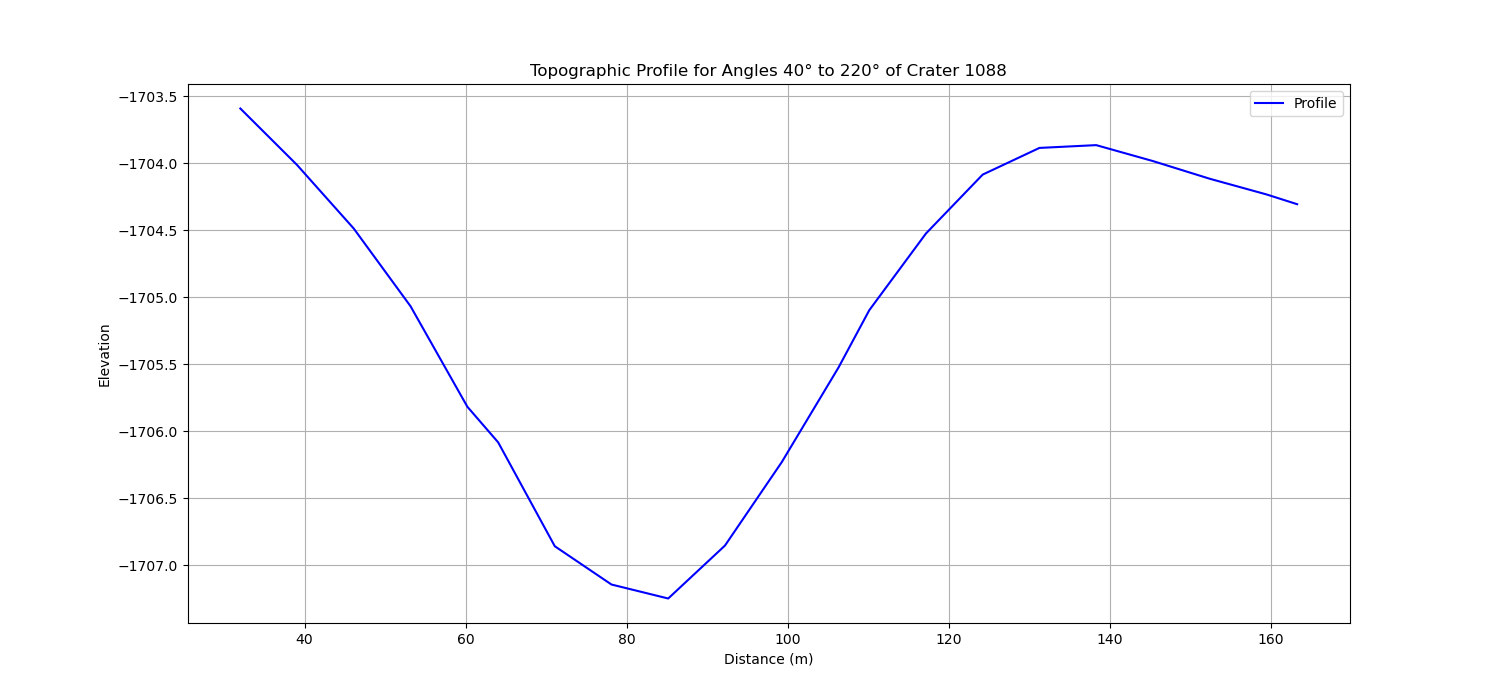 Topographic Profile for Angles 40° to 220° of Crater 1088
Profile
−1703.5
−1704.0
−1704.5
−1705.0
−1705.5
−1706.0
−1706.5
−1707.0
Elevation
40 60 80 100 120 140 160
Distance (m)